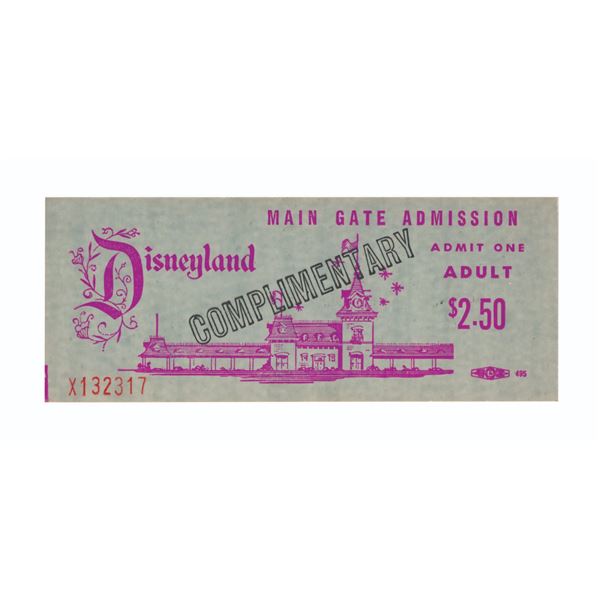 MAIN GATE ADMISSION
Disneyland
ADMIT ONE
ADULT
COMPLIMENTARY
$2.50
X132317
495